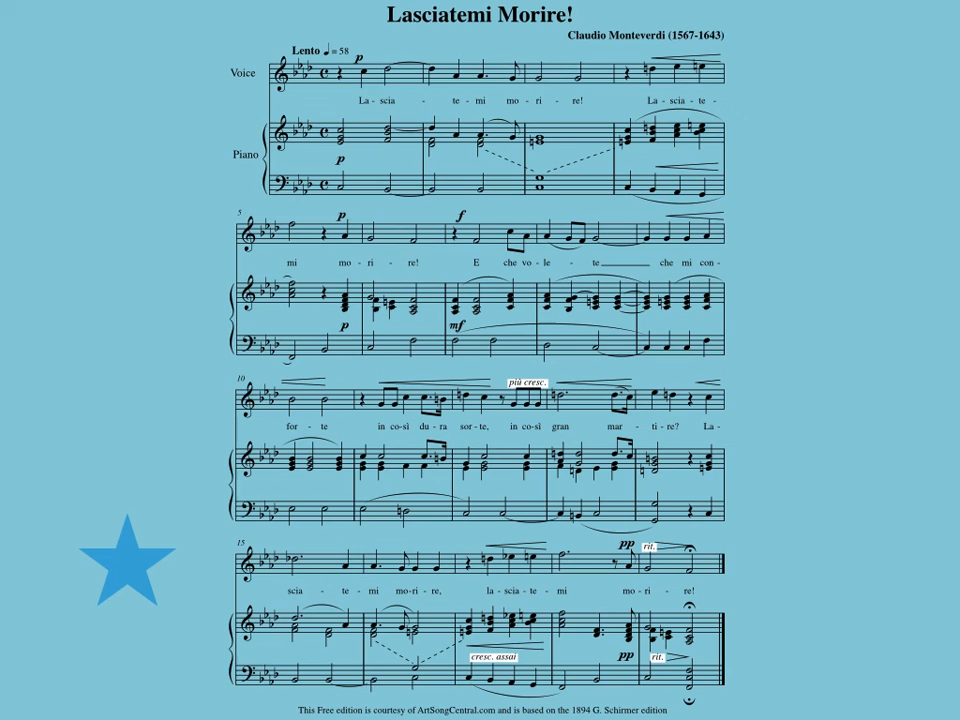 Lasciatemi Morire!
Claudio Monteverdi (1567-1643)
Lento ♩ = 58
p
Voice
La - scia - te - mi mo - ri - re! La - scia - te -
Piano
p
5
p f
mi mo - ri - re! E che vo - le - te che mi con -
p mf
10
più cresc.
for - te in co-sì du - ra sor - te, in co-sì gran mar - ti - re? La -
15
pp rit.
scia - te - mi mo-ri-re, la-scia-te - mi mo - ri - re!
cresc. assai pp rit.
This Free edition is courtesy of ArtSongCentral.com and is based on the 1894 G. Schirmer edition